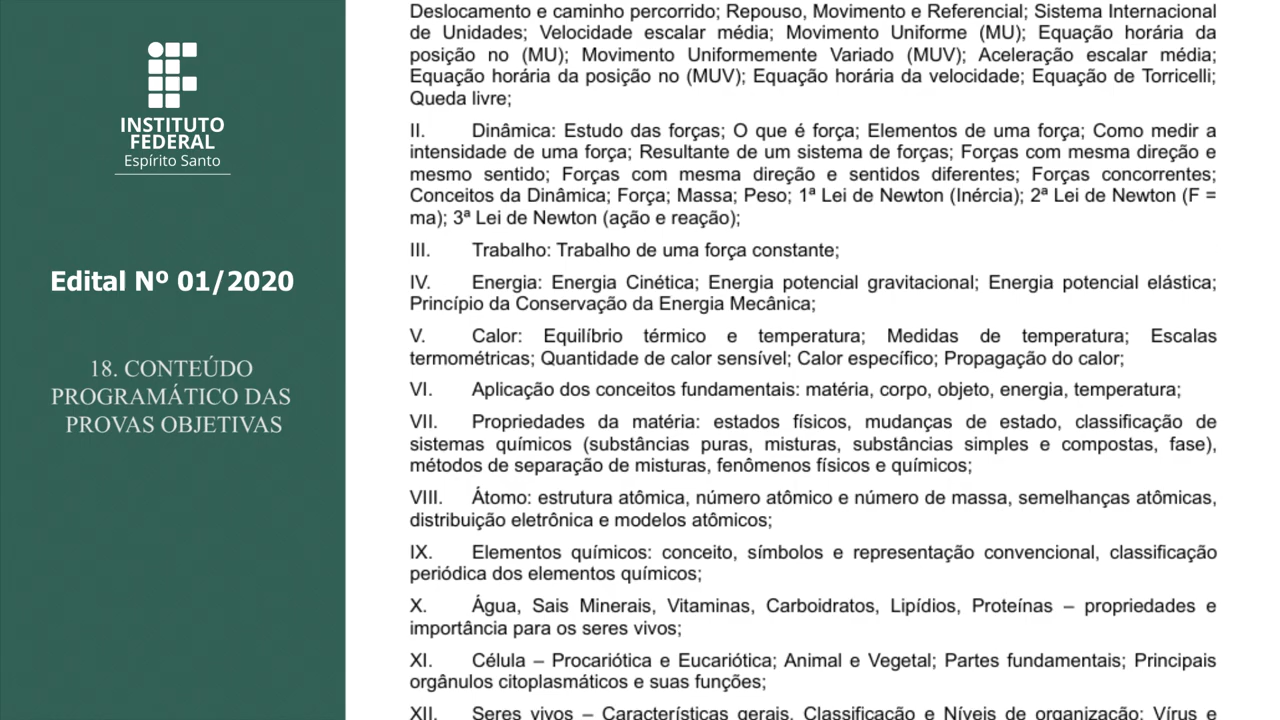 INSTITUTO
FEDERAL
Espírito Santo
Edital Nº 01/2020
18. CONTEÚDO
PROGRAMÁTICO DAS
PROVAS OBJETIVAS
Deslocamento e caminho percorrido; Repouso, Movimento e Referencial; Sistema Internacional
de Unidades; Velocidade escalar média; Movimento Uniforme (MU); Equação horária da
posição no (MU); Movimento Uniformemente Variado (MUV); Aceleração escalar média;
Equação horária da posição no (MUV); Equação horária da velocidade; Equação de Torricelli;
Queda livre;
II. Dinâmica: Estudo das forças; O que é força; Elementos de uma força; Como medir a
intensidade de uma força; Resultante de um sistema de forças; Forças com mesma direção e
mesmo sentido; Forças com mesma direção e sentidos diferentes; Forças concorrentes;
Conceitos da Dinâmica; Força; Massa; Peso; 1ª Lei de Newton (Inércia); 2ª Lei de Newton (F =
ma); 3ª Lei de Newton (ação e reação);
III. Trabalho: Trabalho de uma força constante;
IV. Energia: Energia Cinética; Energia potencial gravitacional; Energia potencial elástica;
Princípio da Conservação da Energia Mecânica;
V. Calor: Equilíbrio térmico e temperatura; Medidas de temperatura; Escalas
termométricas; Quantidade de calor sensível; Calor específico; Propagação do calor;
VI. Aplicação dos conceitos fundamentais: matéria, corpo, objeto, energia, temperatura;
VII. Propriedades da matéria: estados físicos, mudanças de estado, classificação de
sistemas químicos (substâncias puras, misturas, substâncias simples e compostas, fase),
métodos de separação de misturas, fenômenos físicos e químicos;
VIII. Átomo: estrutura atômica, número atômico e número de massa, semelhanças atômicas,
distribuição eletrônica e modelos atômicos;
IX. Elementos químicos: conceito, símbolos e representação convencional, classificação
periódica dos elementos químicos;
X. Água, Sais Minerais, Vitaminas, Carboidratos, Lipídios, Proteínas – propriedades e
importância para os seres vivos;
XI. Célula – Procariótica e Eucariótica; Animal e Vegetal; Partes fundamentais; Principais
orgânulos citoplasmáticos e suas funções;
XII. Seres vivos – Características gerais, Classificação e Níveis de organização; Vírus e